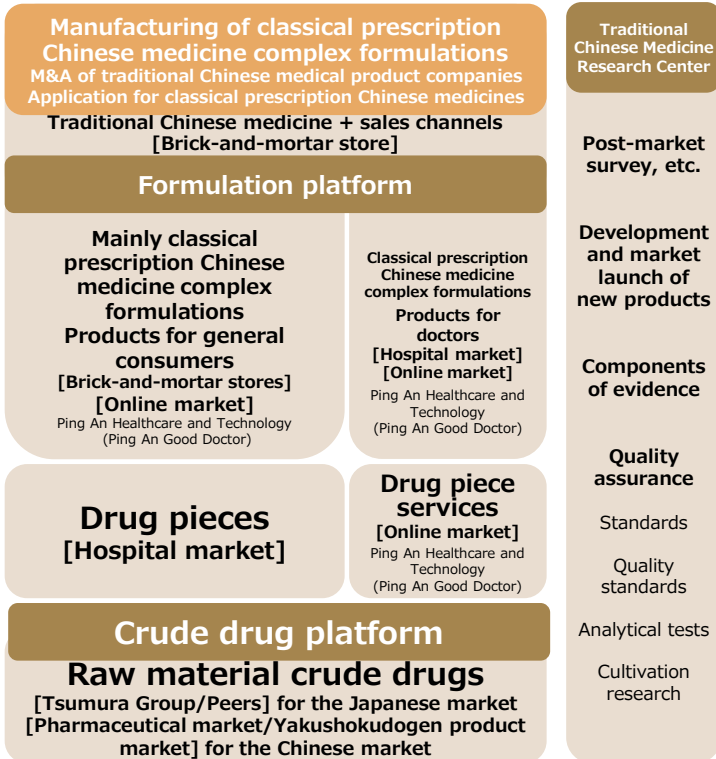 Manufacturing of classical prescription
Chinese medicine complex formulations
M&A of traditional Chinese medical product companies
Application for classical prescription Chinese medicines
Traditional Chinese medicine + sales channels
[Brick-and-mortar store]
Formulation platform
Mainly classical
prescription Chinese
medicine complex
formulations
Products for general
consumers
[Brick-and-mortar stores]
[Online market]
Ping An Healthcare and Technology
(Ping An Good Doctor)
Classical prescription
Chinese medicine
complex formulations
Products for
doctors
[Hospital market]
[Online market]
Ping An Healthcare and
Technology
(Ping An Good Doctor)
Drug pieces
[Hospital market]
Drug piece
services
[Online market]
Ping An Healthcare and
Technology
(Ping An Good Doctor)
Crude drug platform
Raw material crude drugs
[Tsumura Group/Peers] for the Japanese market
[Pharmaceutical market/Yakushokudogen product
market] for the Chinese market
Traditional
Chinese Medicine
Research Center
Post-market
survey, etc.
Development
and market
launch of
new products
Components
of evidence
Quality
assurance
Standards
Quality
standards
Analytical tests
Cultivation
research